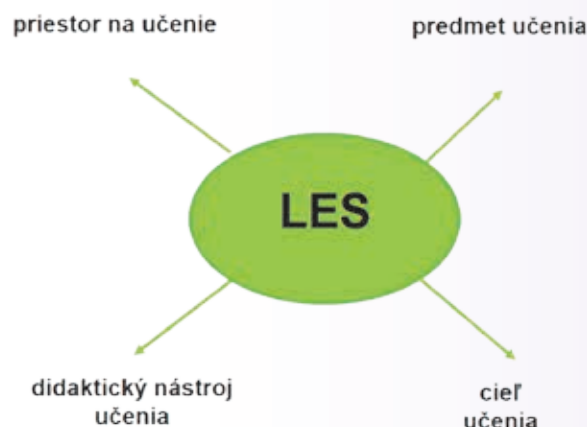 priestor na učenie
predmet učenia
LES
didaktický nástroj
učenia
cieľ
učenia